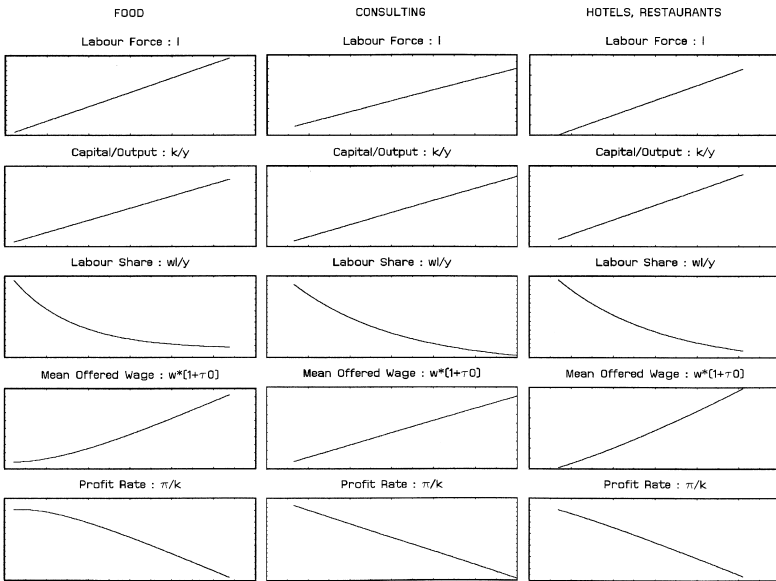 FOOD CONSULTING HOTELS, RESTAURANTS
Labour Force : l Labour Force : l Labour Force : l
Capital/Output : k/y Capital/Output : k/y Capital/Output : k/y
Labour Share : wl/y Labour Share : wl/y Labour Share : wl/y
Mean Offered Wage : w*(1+τ0) Mean Offered Wage : w*(1+τ0) Mean Offered Wage : w*(1+τ0)
Profit Rate : π/k Profit Rate : π/k Profit Rate : π/k